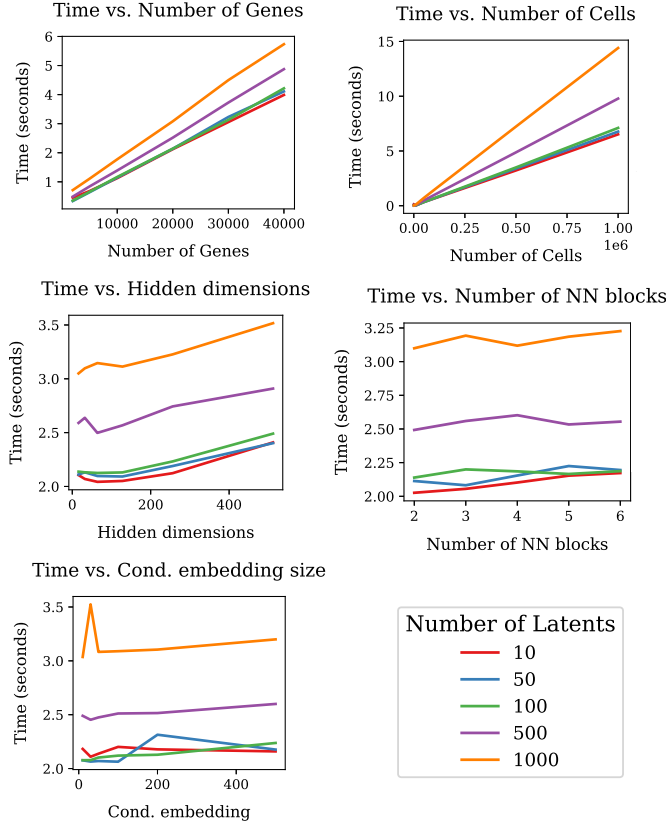 Time vs. Number of Genes
6
5
4
3
2
1
Time (seconds)
10000 20000 30000 40000
Number of Genes
Time vs. Number of Cells
15
10
5
0
Time (seconds)
0.00 0.25 0.50 0.75 1.00
1e6
Number of Cells
Time vs. Hidden dimensions
3.5
3.0
2.5
2.0
Time (seconds)
0 200 400
Hidden dimensions
Time vs. Number of NN blocks
3.25
3.00
2.75
2.50
2.25
2.00
Time (seconds)
2 3 4 5 6
Number of NN blocks
Time vs. Cond. embedding size
3.5
3.0
2.5
2.0
Time (seconds)
0 200 400
Cond. embedding
Number of Latents
10
50
100
500
1000